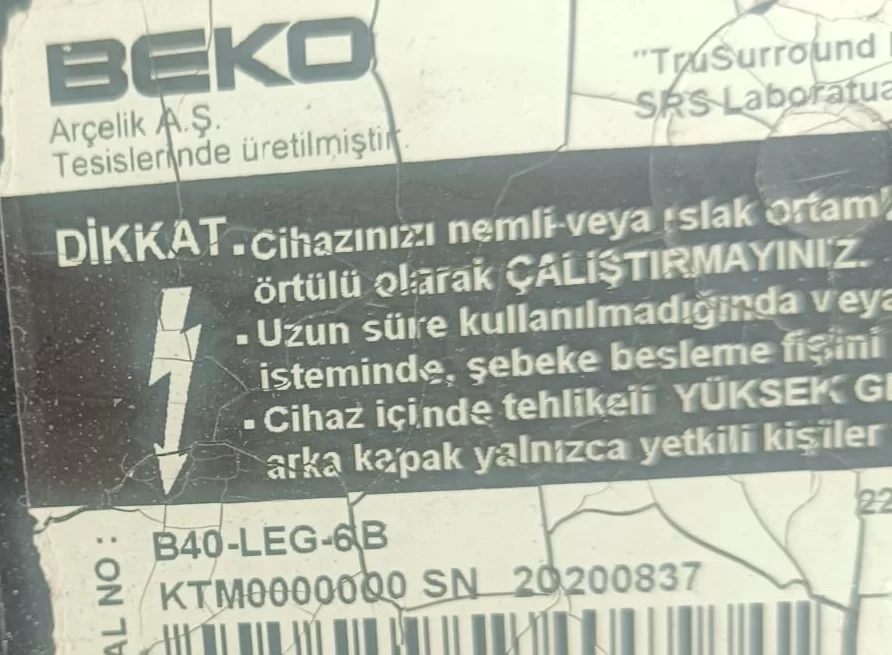 BEKO
Arçelik A.Ş.
Tesislerinde üretilmiştir.
"TruSurround
SRS Laboratua
DİKKAT
▪ Cihazınızı nemli veya ıslak ortam
örtülü olarak ÇALIŞTIRMAYINIZ.
▪ Uzun süre kullanılmadığında vey
isteminde, şebeke besleme fişini
▪ Cihaz içinde tehlikeli YÜKSEK G
arka kapak yalnızca yetkili kişiler
22
AL NO :
B40-LEG-6B
KTM0000000 SN 20200837